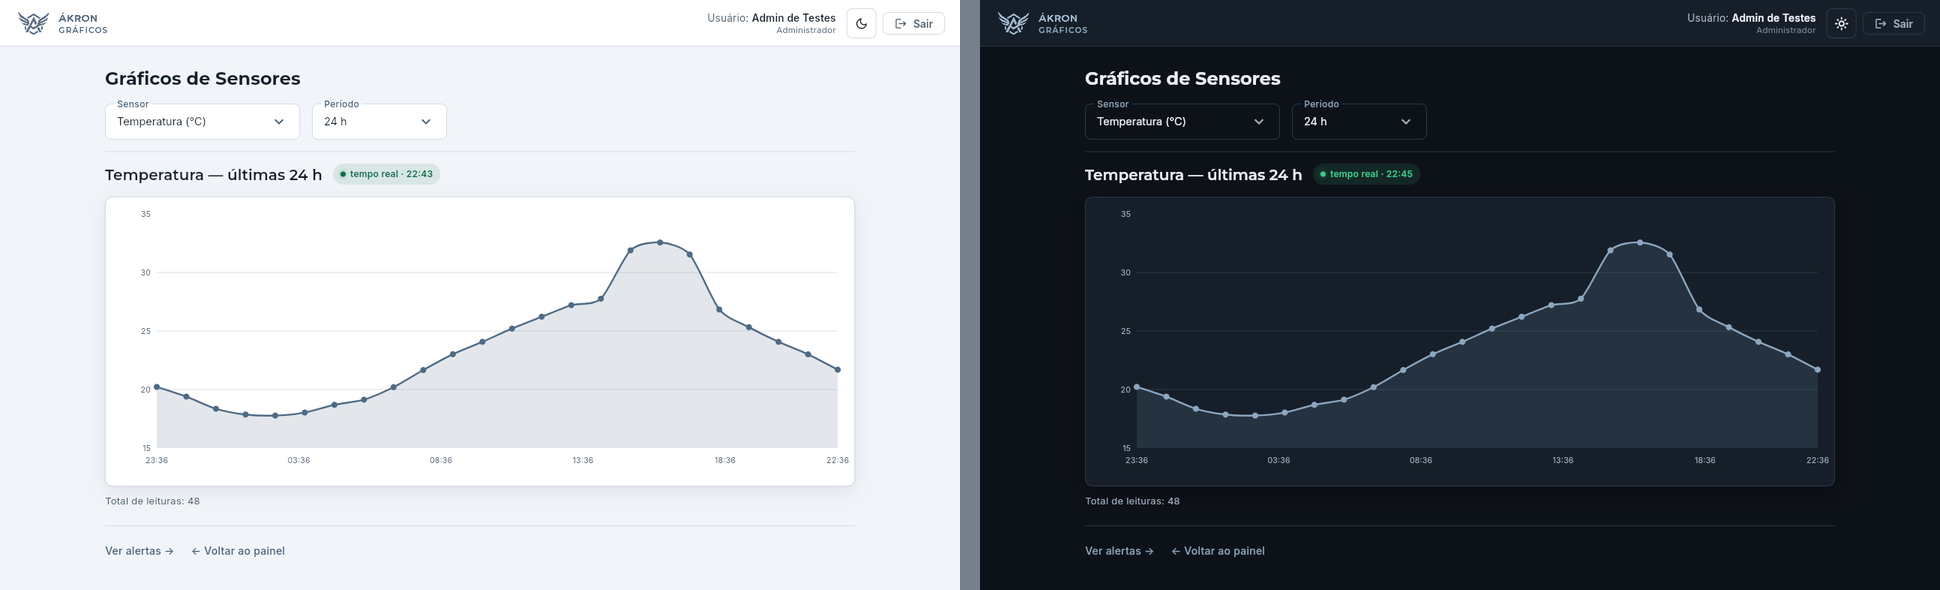 ÁKRON
GRÁFICOS
Usuário: Admin de Testes
Administrador
Sair
Gráficos de Sensores
Sensor
Temperatura (°C)
Período
24 h
Temperatura — últimas 24 h
tempo real · 22:43
35
30
25
20
15
23:36 03:36 08:36 13:36 18:36 22:36
Total de leituras: 48
Ver alertas → ← Voltar ao painel
ÁKRON
GRÁFICOS
Usuário: Admin de Testes
Administrador
Sair
Gráficos de Sensores
Sensor
Temperatura (°C)
Período
24 h
Temperatura — últimas 24 h
tempo real · 22:45
35
30
25
20
15
23:36 03:36 08:36 13:36 18:36 22:36
Total de leituras: 48
Ver alertas → ← Voltar ao painel